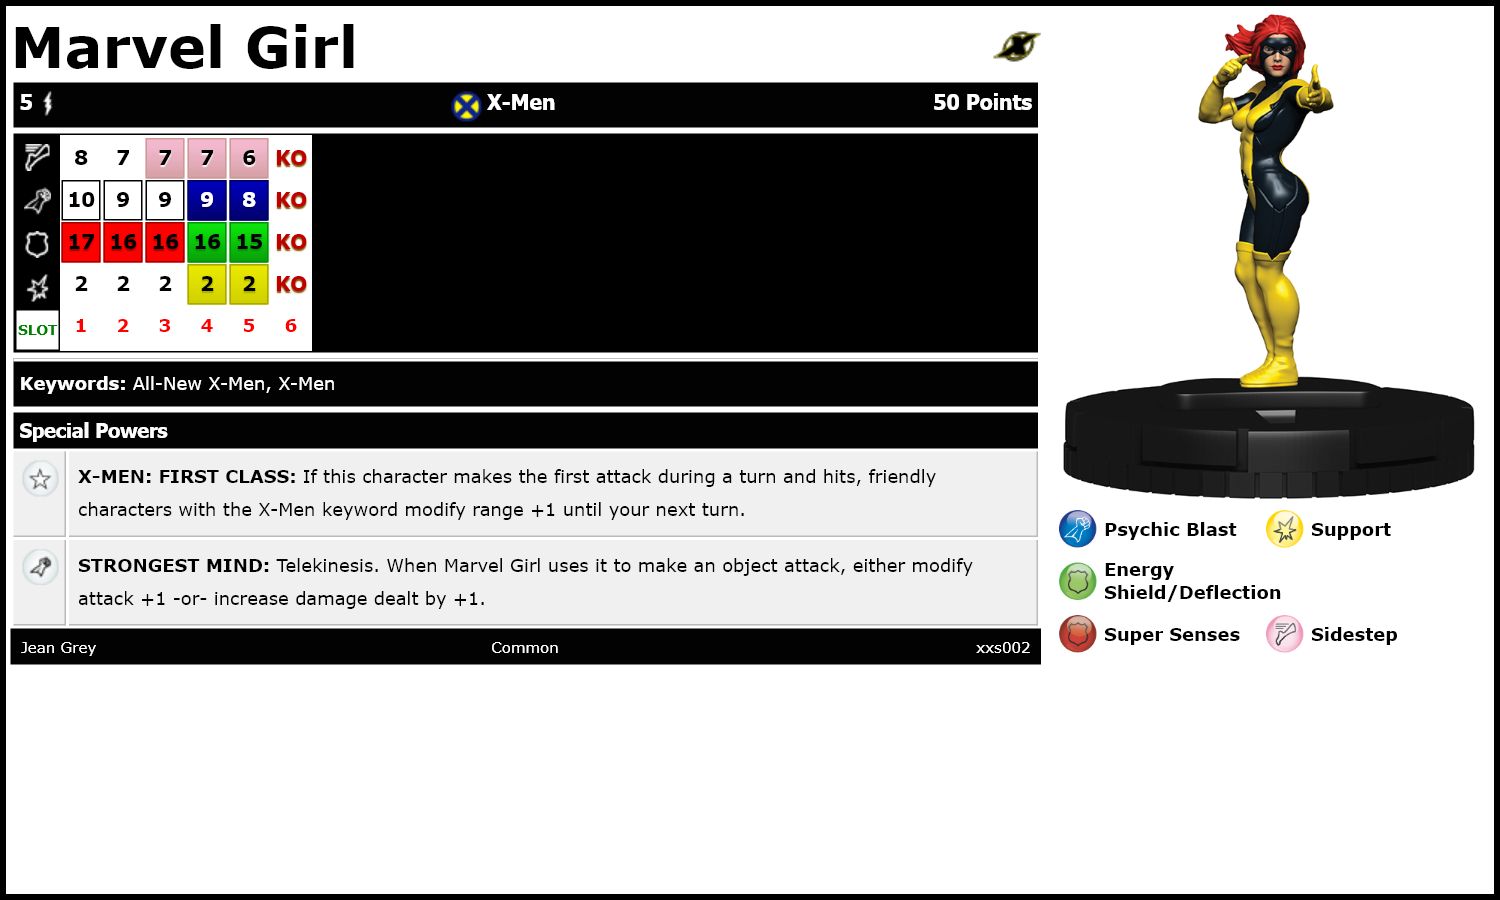 Marvel Girl
5 X-Men 50 Points
8 7 7 7 6 KO
10 9 9 9 8 KO
17 16 16 16 15 KO
2 2 2 2 2 KO
SLOT 1 2 3 4 5 6
Keywords: All-New X-Men, X-Men
Special Powers
X-MEN: FIRST CLASS: If this character makes the first attack during a turn and hits, friendly
characters with the X-Men keyword modify range +1 until your next turn.
STRONGEST MIND: Telekinesis. When Marvel Girl uses it to make an object attack, either modify
attack +1 -or- increase damage dealt by +1.
Jean Grey Common xxs002
Psychic Blast Support
Energy
Shield/Deflection
Super Senses Sidestep